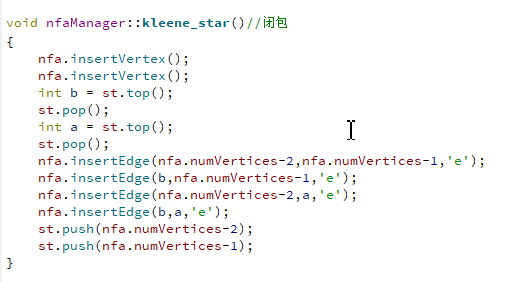 void nfaManager::kleene_star()//闭包
{
    nfa.insertVertex();
    nfa.insertVertex();
    int b = st.top();
    st.pop();
    int a = st.top();
    st.pop();
    nfa.insertEdge(nfa.numVertices-2,nfa.numVertices-1,'e');
    nfa.insertEdge(b,nfa.numVertices-1,'e');
    nfa.insertEdge(nfa.numVertices-2,a,'e');
    nfa.insertEdge(b,a,'e');
    st.push(nfa.numVertices-2);
    st.push(nfa.numVertices-1);
}